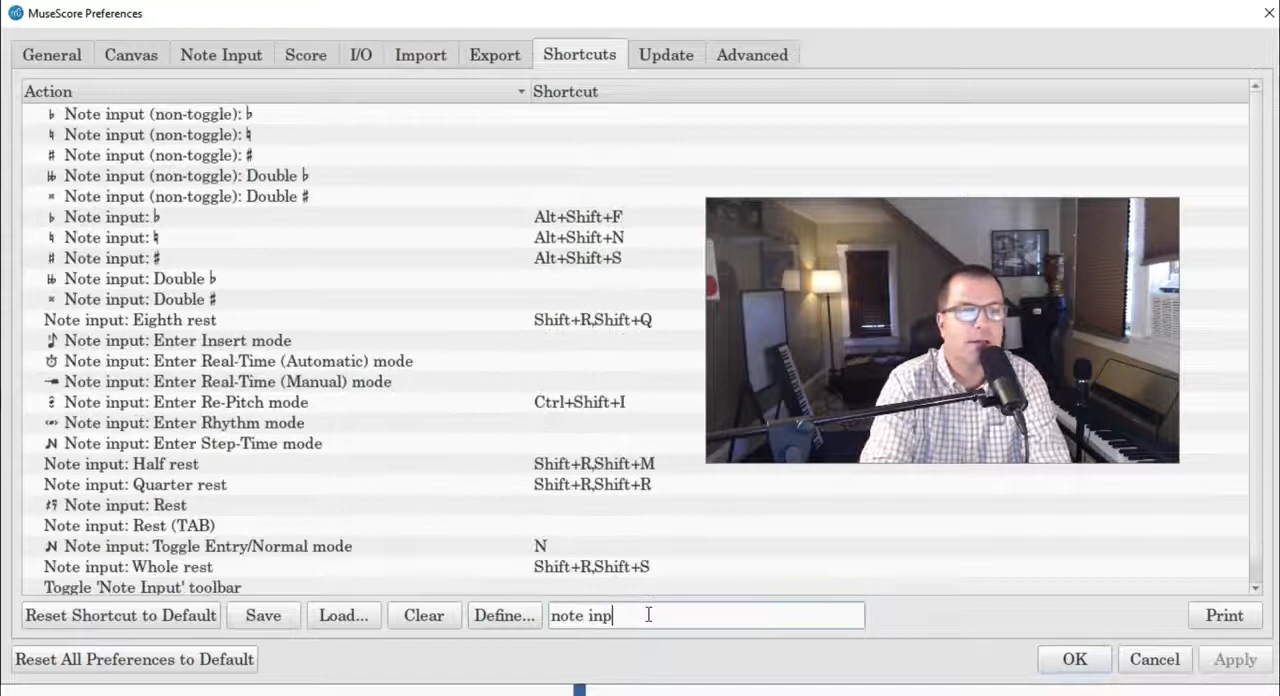 MuseScore Preferences
General Canvas Note Input Score I/O Import Export Shortcuts Update Advanced
Action Shortcut
♭ Note input (non-toggle): ♭
♮ Note input (non-toggle): ♮
♯ Note input (non-toggle): ♯
𝄫 Note input (non-toggle): Double ♭
𝄪 Note input (non-toggle): Double ♯
♭ Note input: ♭ Alt+Shift+F
♮ Note input: ♮ Alt+Shift+N
♯ Note input: ♯ Alt+Shift+S
𝄫 Note input: Double ♭
𝄪 Note input: Double ♯
Note input: Eighth rest Shift+R,Shift+Q
Note input: Enter Insert mode
Note input: Enter Real-Time (Automatic) mode
Note input: Enter Real-Time (Manual) mode
Note input: Enter Re-Pitch mode Ctrl+Shift+I
Note input: Enter Rhythm mode
Note input: Enter Step-Time mode
Note input: Half rest Shift+R,Shift+M
Note input: Quarter rest Shift+R,Shift+R
Note input: Rest
Note input: Rest (TAB)
Note input: Toggle Entry/Normal mode N
Note input: Whole rest Shift+R,Shift+S
Toggle 'Note Input' toolbar
Reset Shortcut to Default Save Load... Clear Define... note inp Print
Reset All Preferences to Default OK Cancel Apply